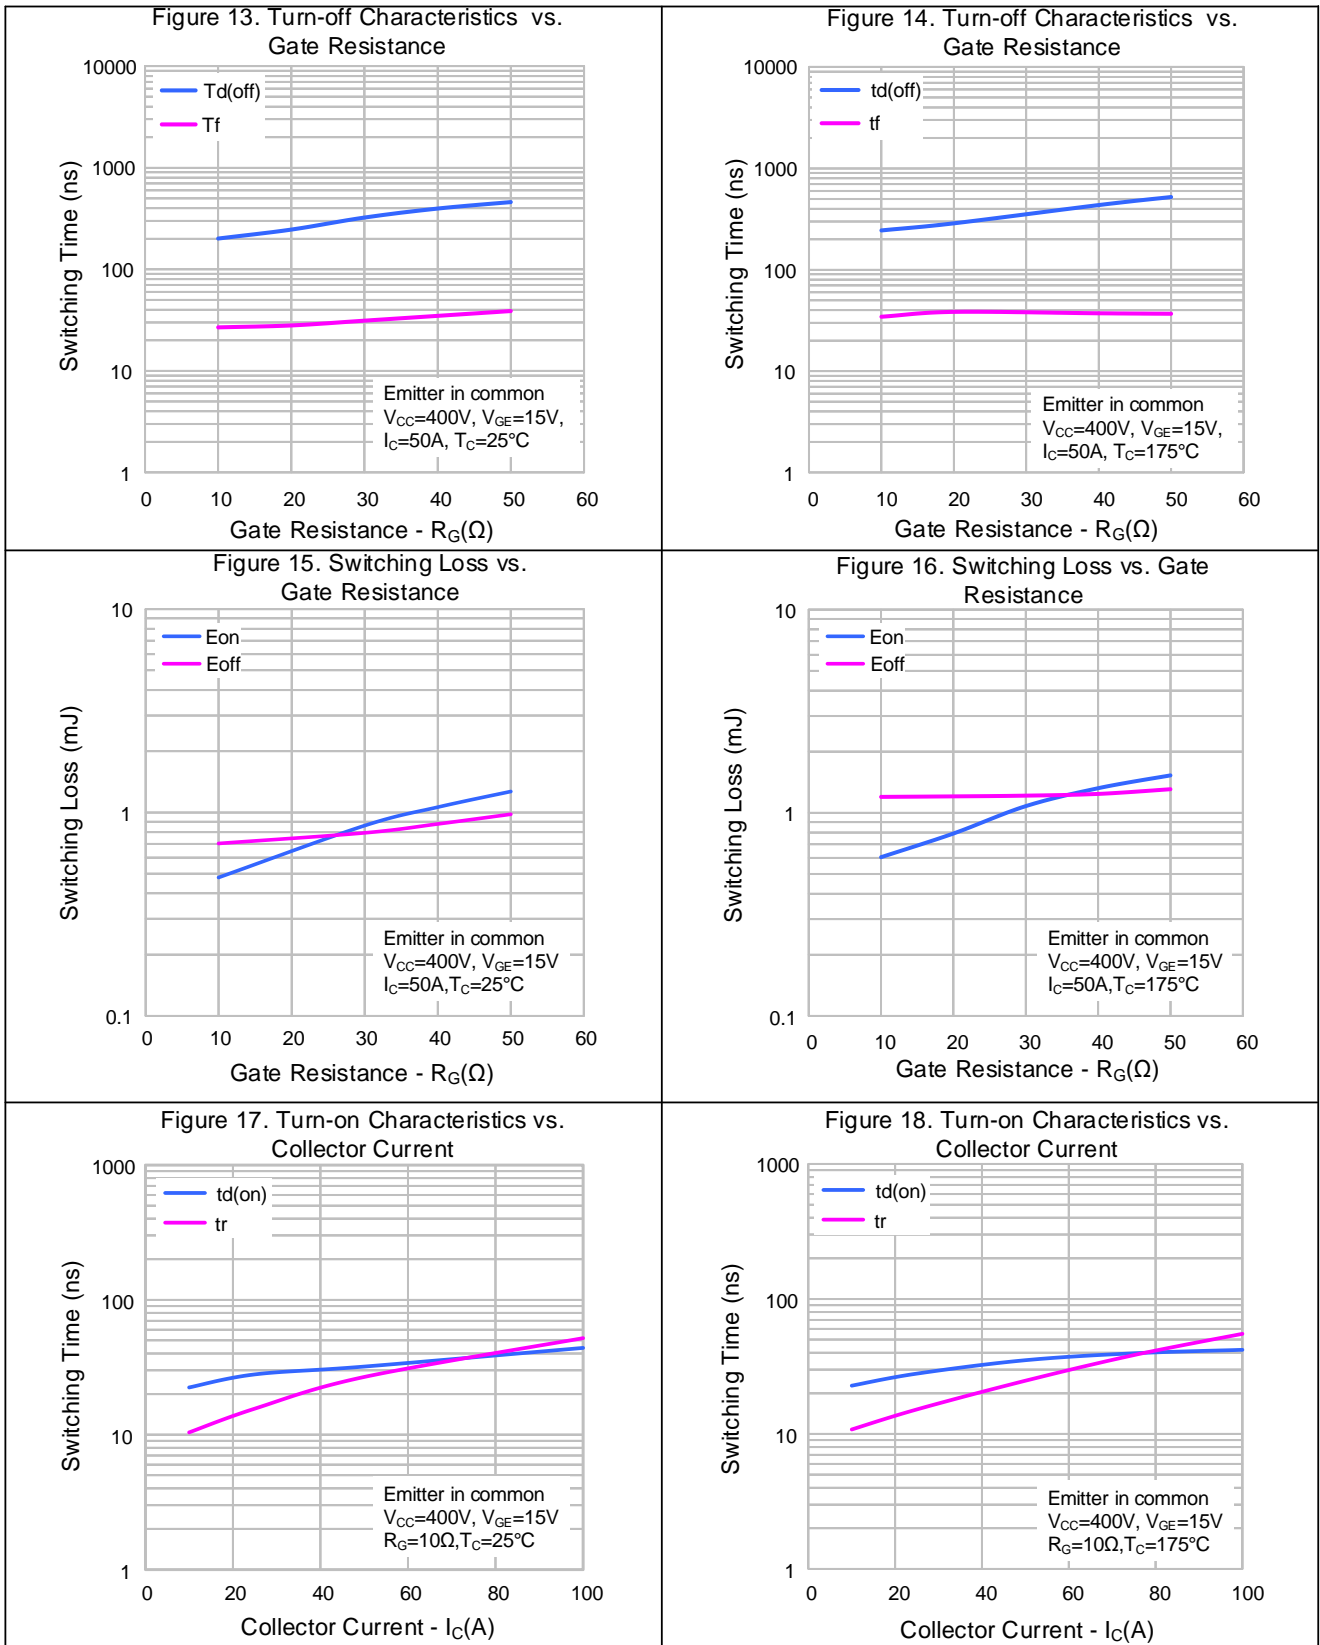 Figure 13. Turn-off Characteristics vs.
Gate Resistance
10000
1000
100
10
1
Td(off)
Tf
Switching Time (ns)
Emitter in common
VCC=400V, VGE=15V,
IC=50A, TC=25°C
0 10 20 30 40 50 60
Gate Resistance - RG(Ω)
Figure 14. Turn-off Characteristics vs.
Gate Resistance
10000
1000
100
10
1
td(off)
tf
Switching Time (ns)
Emitter in common
VCC=400V, VGE=15V,
IC=50A, TC=175°C
0 10 20 30 40 50 60
Gate Resistance - RG(Ω)
Figure 15. Switching Loss vs.
Gate Resistance
10
1
0.1
Eon
Eoff
Switching Loss (mJ)
Emitter in common
VCC=400V, VGE=15V
IC=50A,TC=25°C
0 10 20 30 40 50 60
Gate Resistance - RG(Ω)
Figure 16. Switching Loss vs. Gate
Resistance
10
1
0.1
Eon
Eoff
Switching Loss (mJ)
Emitter in common
VCC=400V, VGE=15V
IC=50A,TC=175°C
0 10 20 30 40 50 60
Gate Resistance - RG(Ω)
Figure 17. Turn-on Characteristics vs.
Collector Current
1000
100
10
1
td(on)
tr
Switching Time (ns)
Emitter in common
VCC=400V, VGE=15V
RG=10Ω,TC=25°C
0 20 40 60 80 100
Collector Current - IC(A)
Figure 18. Turn-on Characteristics vs.
Collector Current
1000
100
10
1
td(on)
tr
Switching Time (ns)
Emitter in common
VCC=400V, VGE=15V
RG=10Ω,TC=175°C
0 20 40 60 80 100
Collector Current - IC(A)